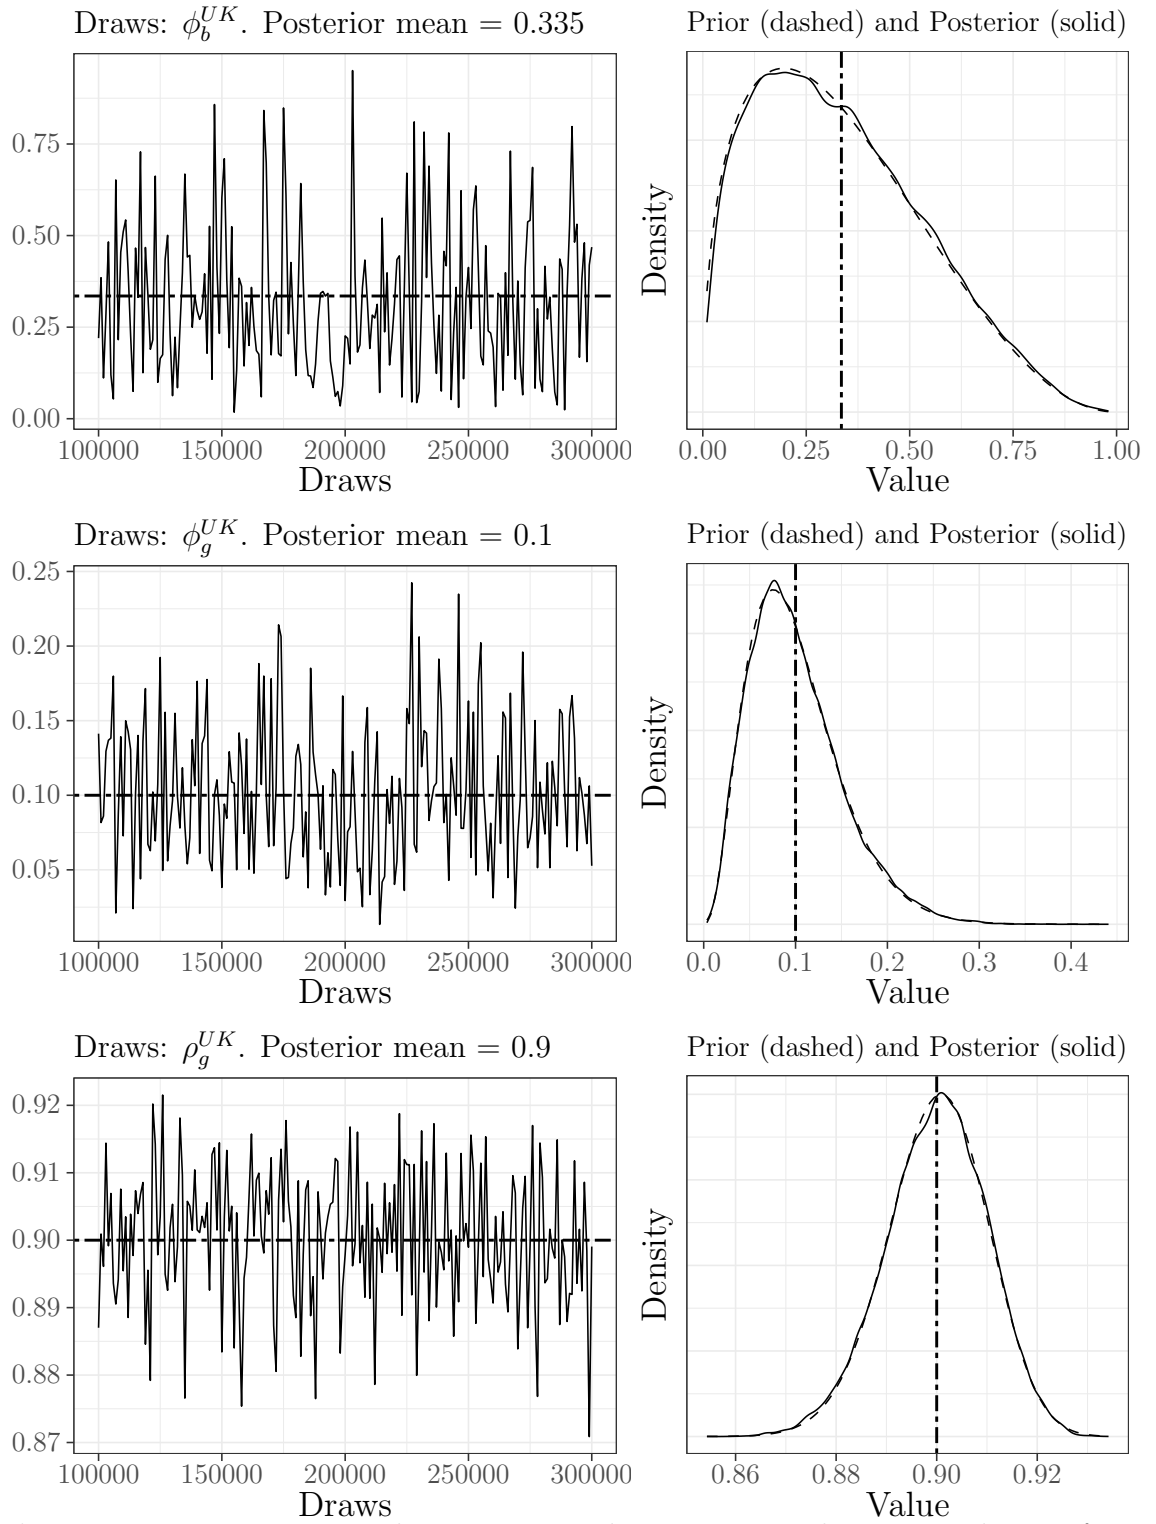 Draws: ϕ_b^{UK}. Posterior mean = 0.335
Prior (dashed) and Posterior (solid)
0.75
0.50
0.25
0.00
Density
100000 150000 200000 250000 300000
0.00 0.25 0.50 0.75 1.00
Draws
Value
Draws: ϕ_g^{UK}. Posterior mean = 0.1
Prior (dashed) and Posterior (solid)
0.25
0.20
0.15
0.10
0.05
Density
100000 150000 200000 250000 300000
0.0 0.1 0.2 0.3 0.4
Draws
Value
Draws: ρ_g^{UK}. Posterior mean = 0.9
Prior (dashed) and Posterior (solid)
0.92
0.91
0.90
0.89
0.88
0.87
Density
100000 150000 200000 250000 300000
0.86 0.88 0.90 0.92
Draws
Value